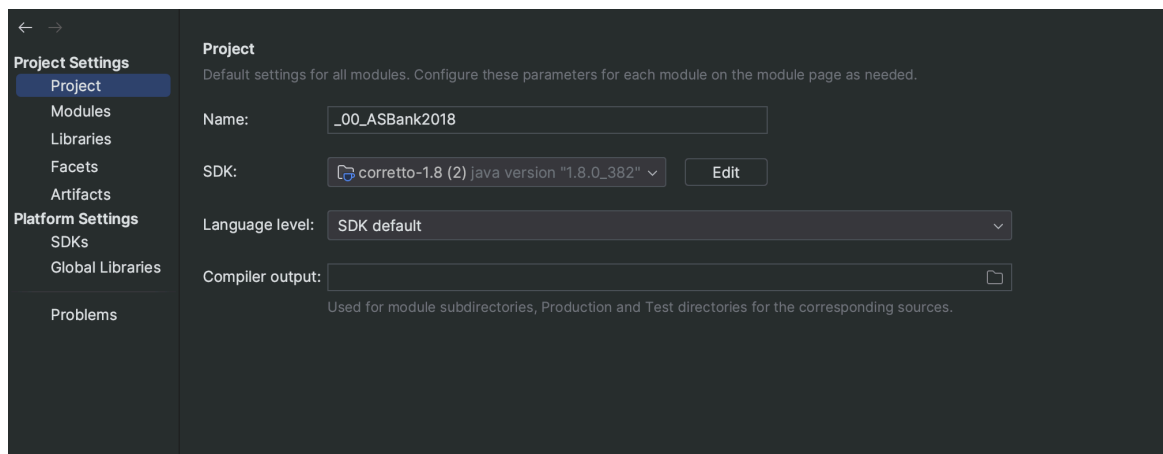 Project Settings
Project
Modules
Libraries
Facets
Artifacts
Platform Settings
SDKs
Global Libraries
Problems
Project
Default settings for all modules. Configure these parameters for each module on the module page as needed.
Name: _00_ASBank2018
SDK: corretto-1.8 (2) java version "1.8.0_382" Edit
Language level: SDK default
Compiler output:
Used for module subdirectories, Production and Test directories for the corresponding sources.